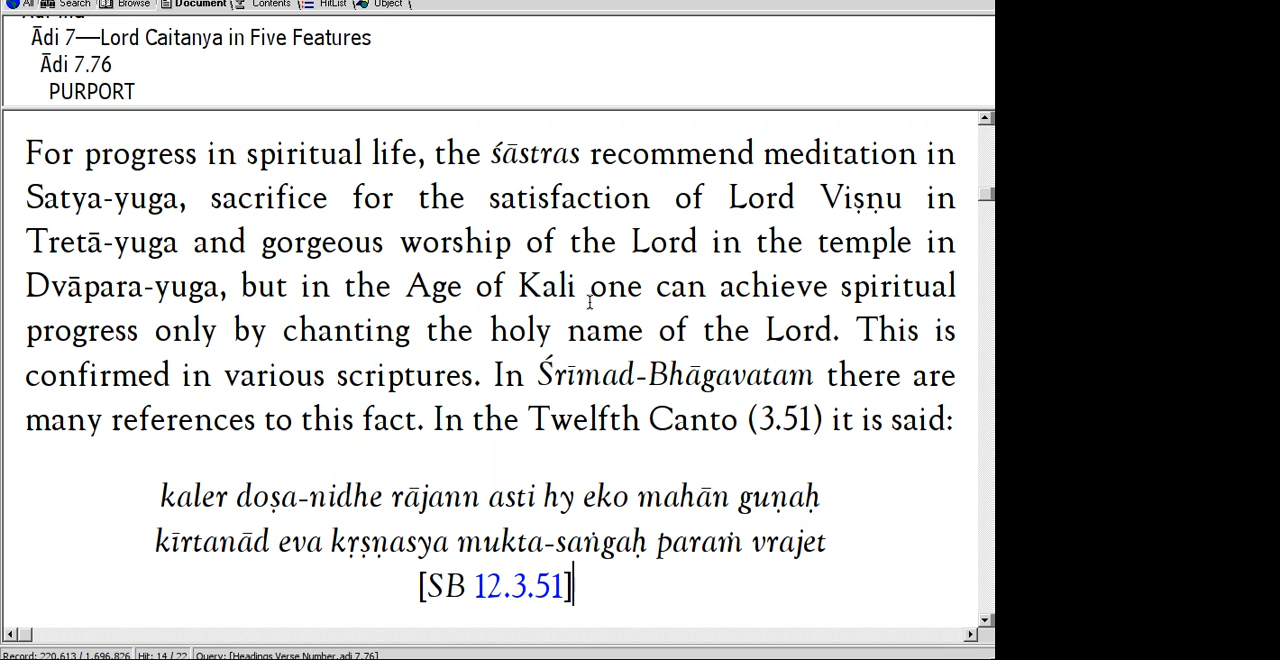 All Search Browse Document Contents HitList Object
Ādi 7—Lord Caitanya in Five Features
Ādi 7.76
PURPORT
For progress in spiritual life, the śāstras recommend meditation in
Satya-yuga, sacrifice for the satisfaction of Lord Viṣṇu in
Tretā-yuga and gorgeous worship of the Lord in the temple in
Dvāpara-yuga, but in the Age of Kali one can achieve spiritual
progress only by chanting the holy name of the Lord. This is
confirmed in various scriptures. In Śrīmad-Bhāgavatam there are
many references to this fact. In the Twelfth Canto (3.51) it is said:
kaler doṣa-nidhe rājann asti hy eko mahān guṇaḥ
kīrtanād eva kṛṣṇasya mukta-saṅgaḥ paraṁ vrajet
[SB 12.3.51]
Record: 220,613 / 1,696,826 Hit: 14 / 22 Query: [Headings Verse Number,adi 7.76]